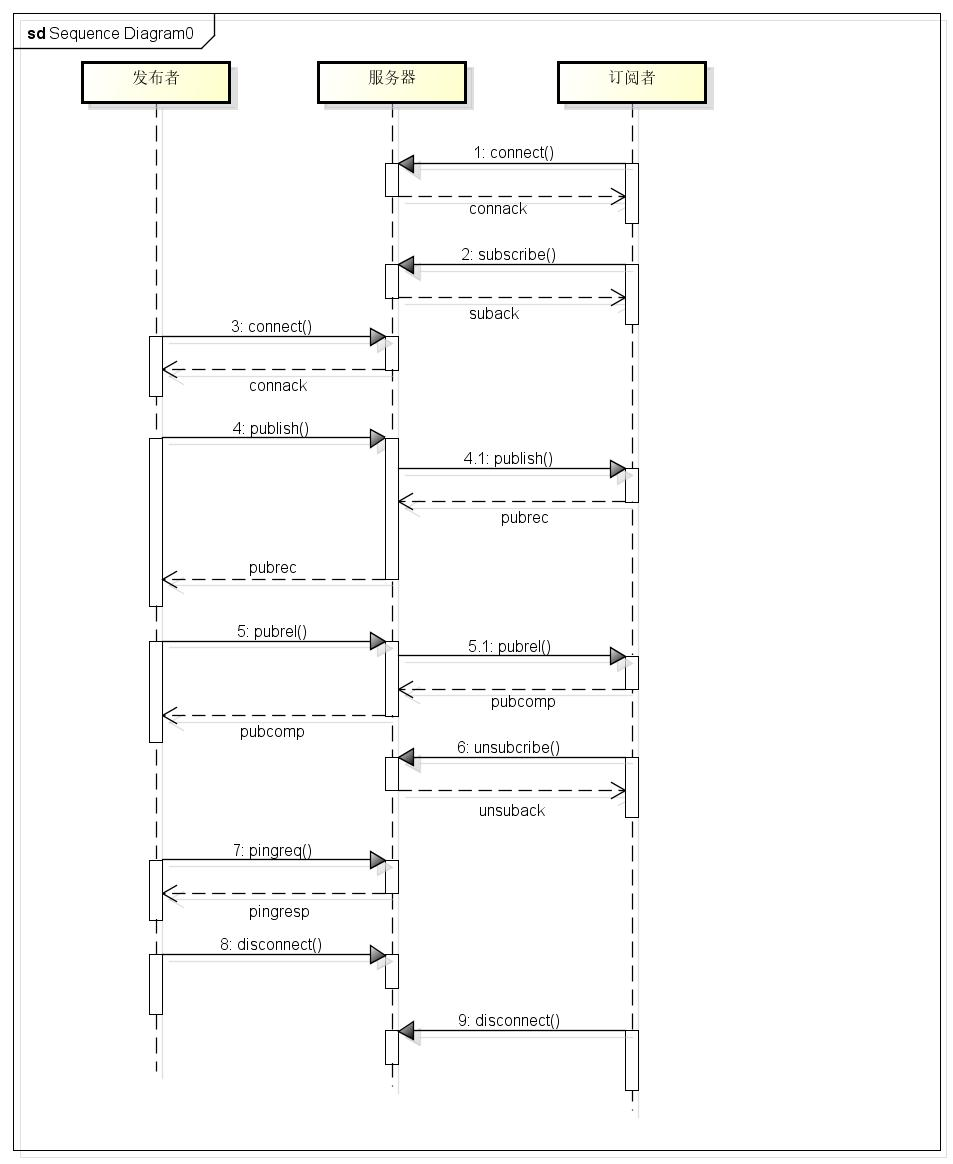 sd Sequence Diagram0
发布者
服务器
订阅者
1: connect()
connack
2: subscribe()
suback
3: connect()
connack
4: publish()
4.1: publish()
pubrec
pubrec
5: pubrel()
5.1: pubrel()
pubcomp
pubcomp
6: unsubcribe()
unsuback
7: pingreq()
pingresp
8: disconnect()
9: disconnect()